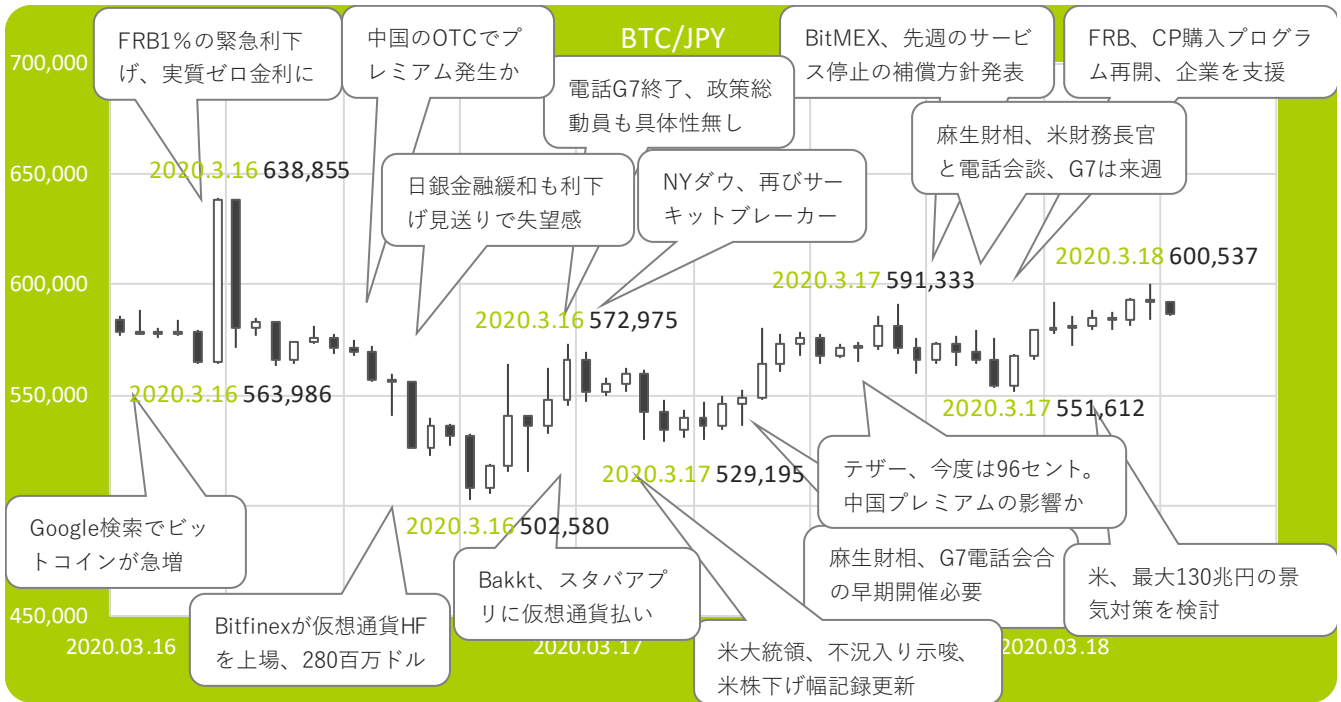 BTC/JPY
FRB1％の緊急利下
げ、実質ゼロ金利に
中国のOTCでプ
レミアム発生か
電話G7終了、政策総
動員も具体性無し
BitMEX、先週のサービ
ス停止の補償方針発表
FRB、CP購入プログラ
ム再開、企業を支援
麻生財相、米財務長官
と電話会談、G7は来週
日銀金融緩和も利下
げ見送りで失望感
NYダウ、再びサー
キットブレーカー
700,000
650,000
600,000
550,000
450,000
2020.3.16 638,855
2020.3.16 563,986
2020.3.16 572,975
2020.3.17 591,333
2020.3.18 600,537
2020.3.17 551,612
2020.3.17 529,195
2020.3.16 502,580
テザー、今度は96セント。
中国プレミアムの影響か
Google検索でビッ
トコインが急増
Bitfinexが仮想通貨HF
を上場、280百万ドル
Bakkt、スタバアプ
リに仮想通貨払い
麻生財相、G7電話会合
の早期開催必要
米、最大130兆円の景
気対策を検討
米大統領、不況入り示唆、
米株下げ幅記録更新
2020.03.16
2020.03.17
2020.03.18